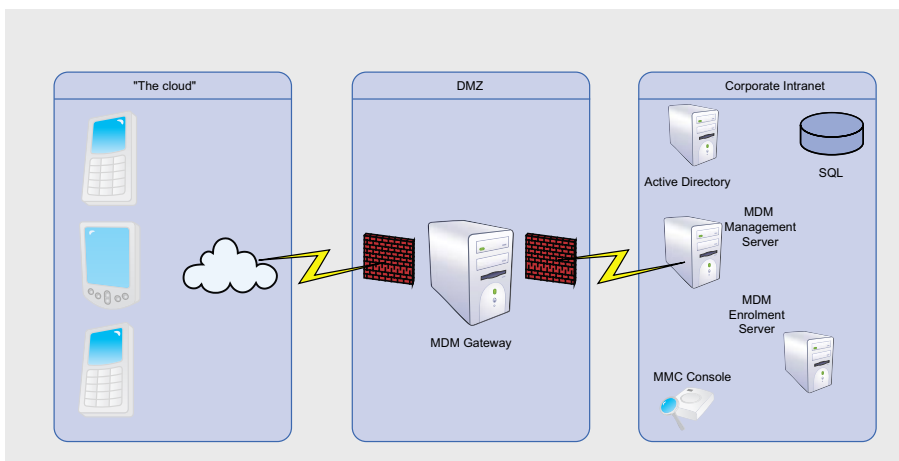 "The cloud"
DMZ
Corporate Intranet
Active Directory
SQL
MDM
Management
Server
MDM Gateway
MDM
Enrolment
Server
MMC Console